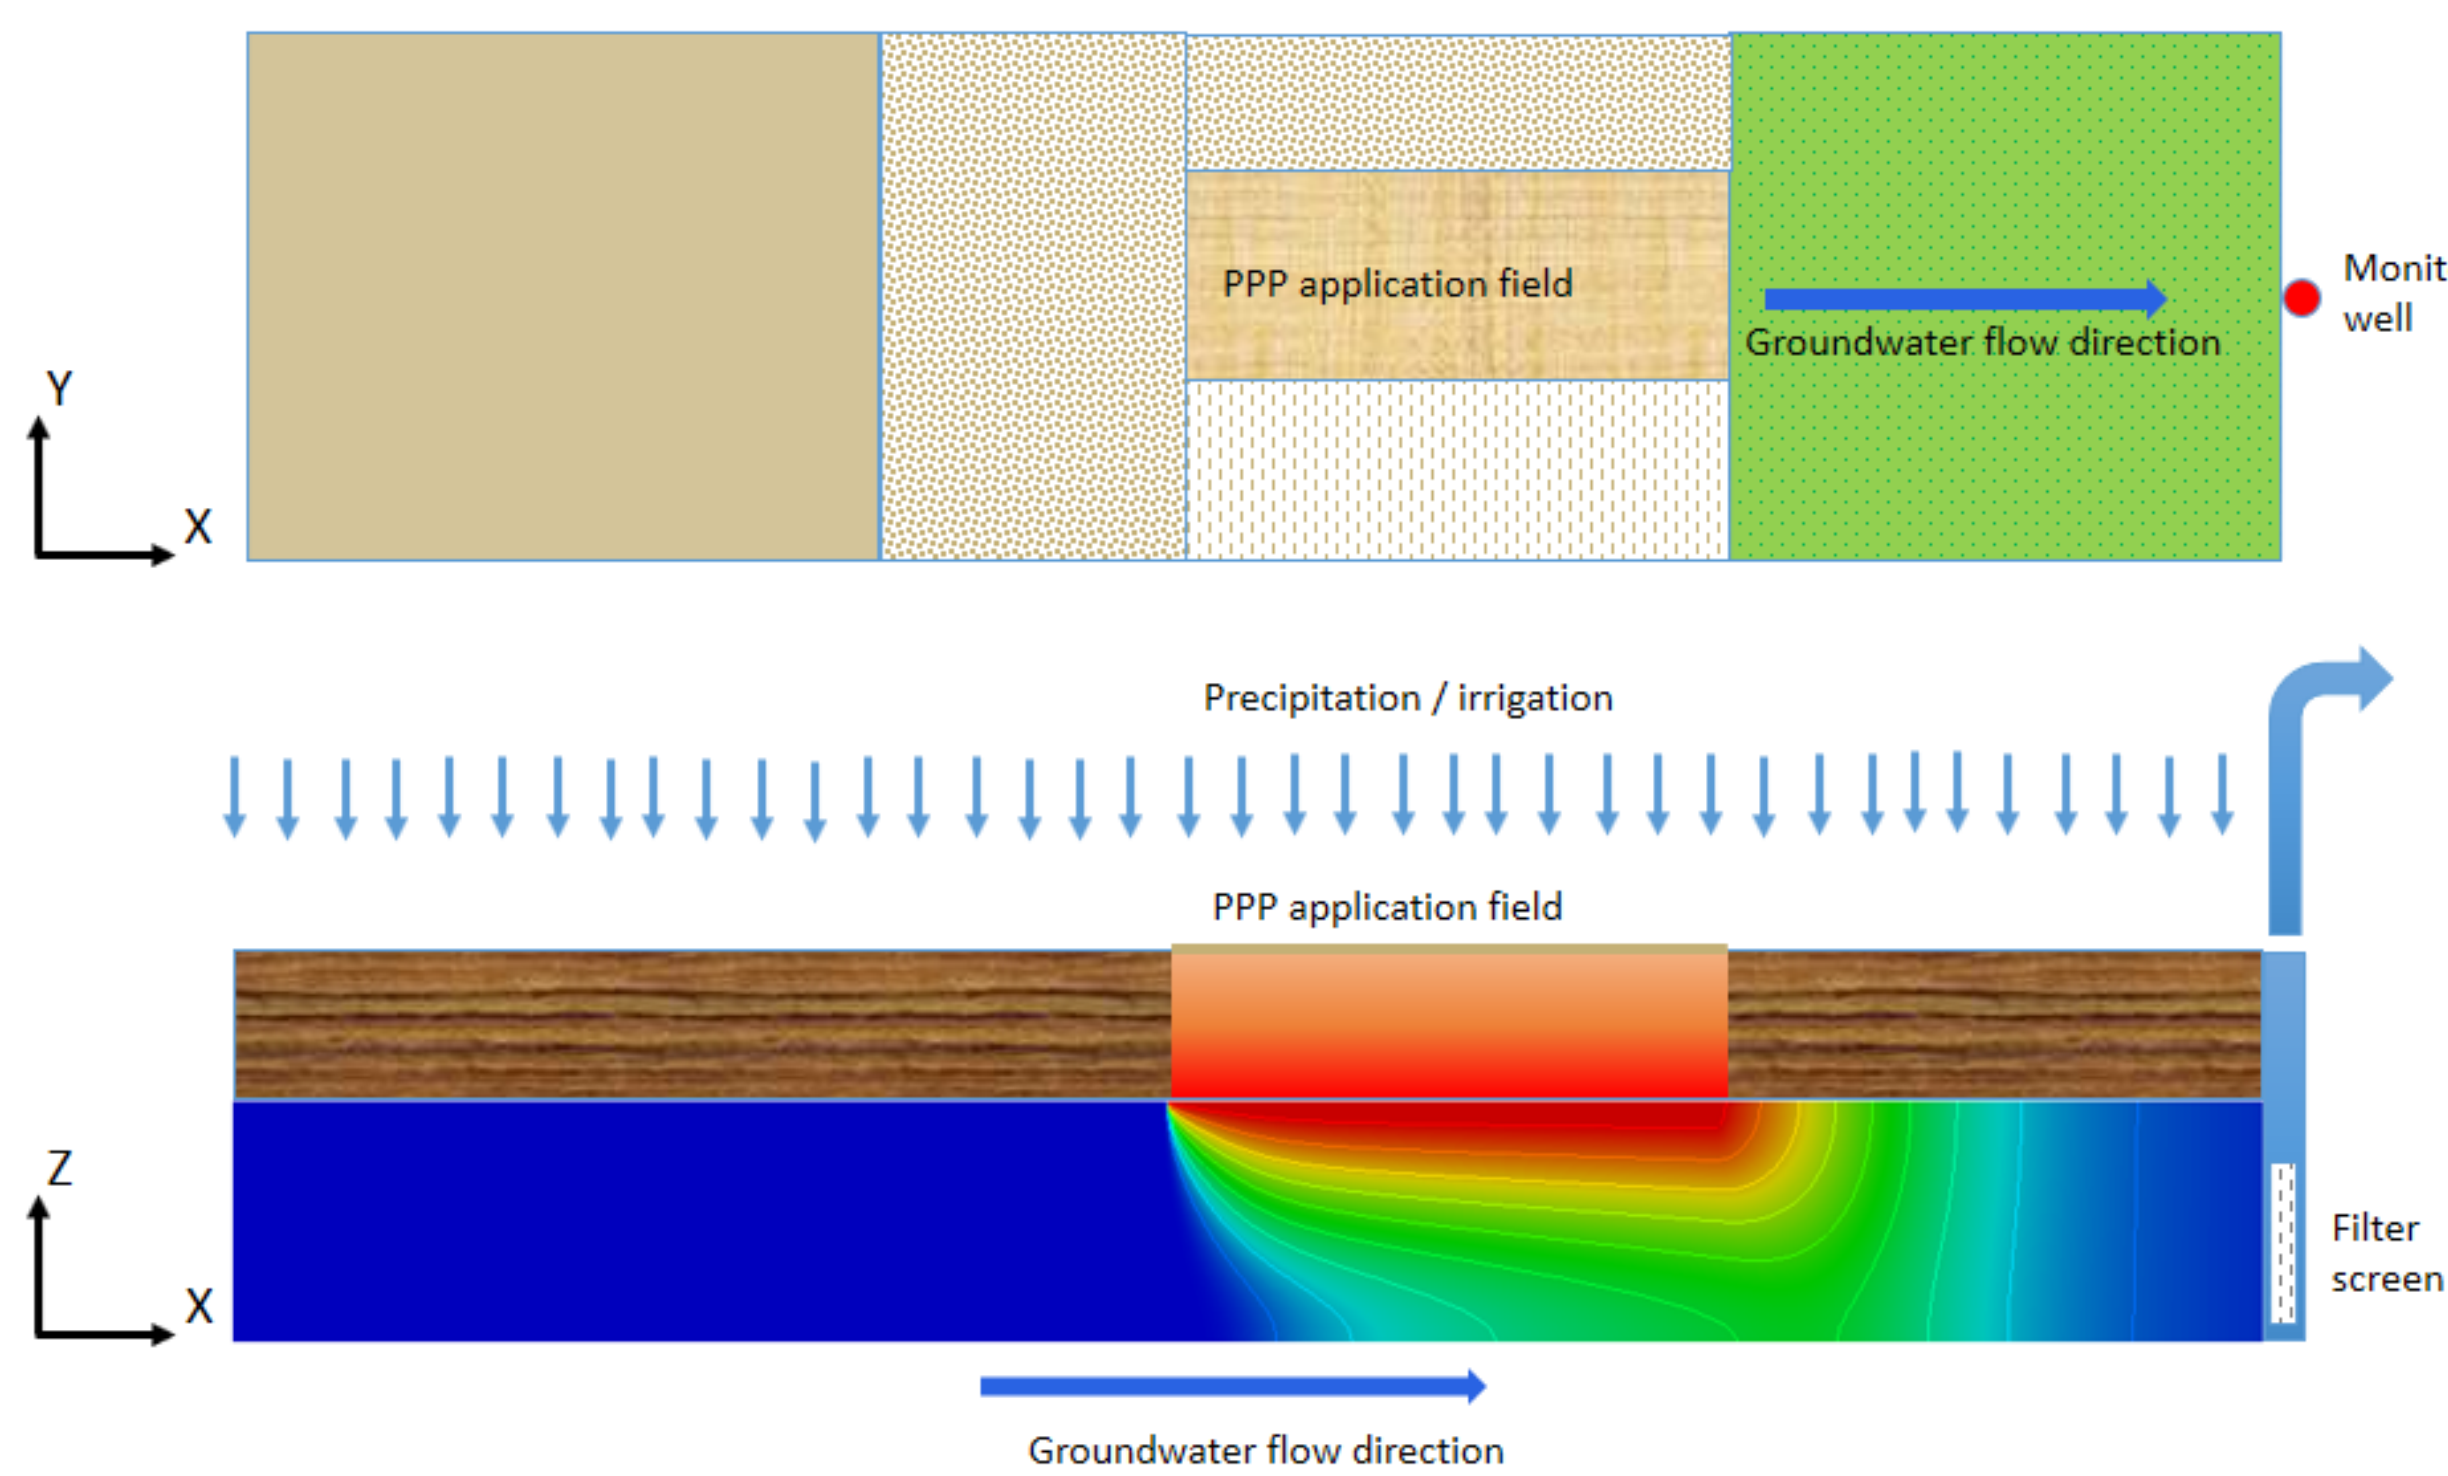 PPP application field
Groundwater flow direction
Monit
well
Y
X
Precipitation / irrigation
PPP application field
Z
X
Filter
screen
Groundwater flow direction